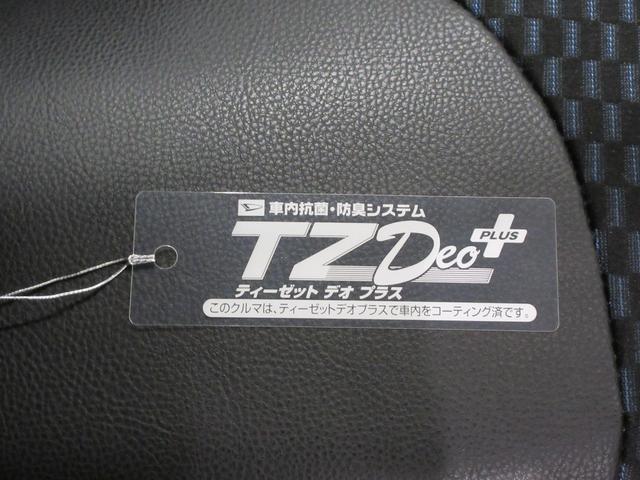 車内抗菌・防臭システム
TZ Deo PLUS
ティーゼット デオ プラス
このクルマは、ティーゼットデオプラスで車内をコーティング済です。